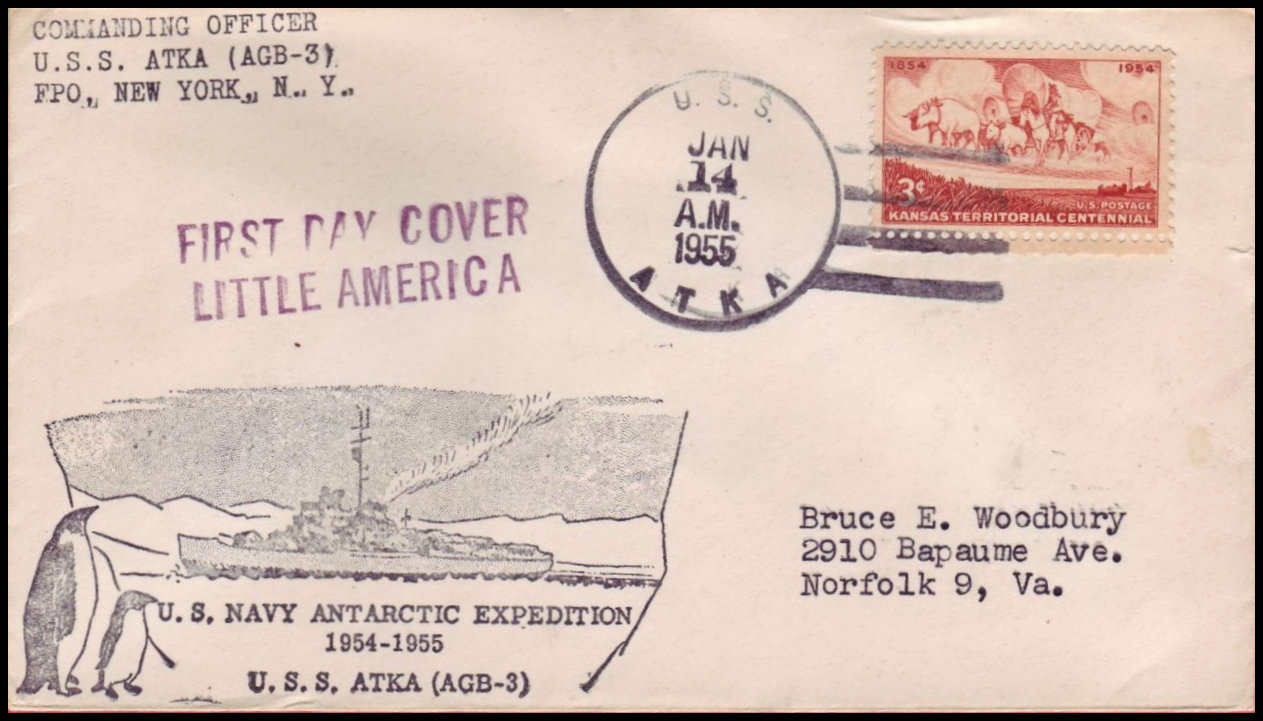 COMMANDING OFFICER
U.S.S. ATKA (AGB-3)
FPO., NEW YORK., N.. Y..
FIRST DAY COVER
LITTLE AMERICA
U. S. S.
JAN
14
A.M.
1955
ATKA
1854 1954
3¢
U.S. POSTAGE
KANSAS TERRITORIAL CENTENNIAL
Bruce E. Woodbury
2910 Bapaume Ave.
Norfolk 9, Va.
U. S. NAVY ANTARCTIC EXPEDITION
1954-1955
U. S. S. ATKA (AGB-3)